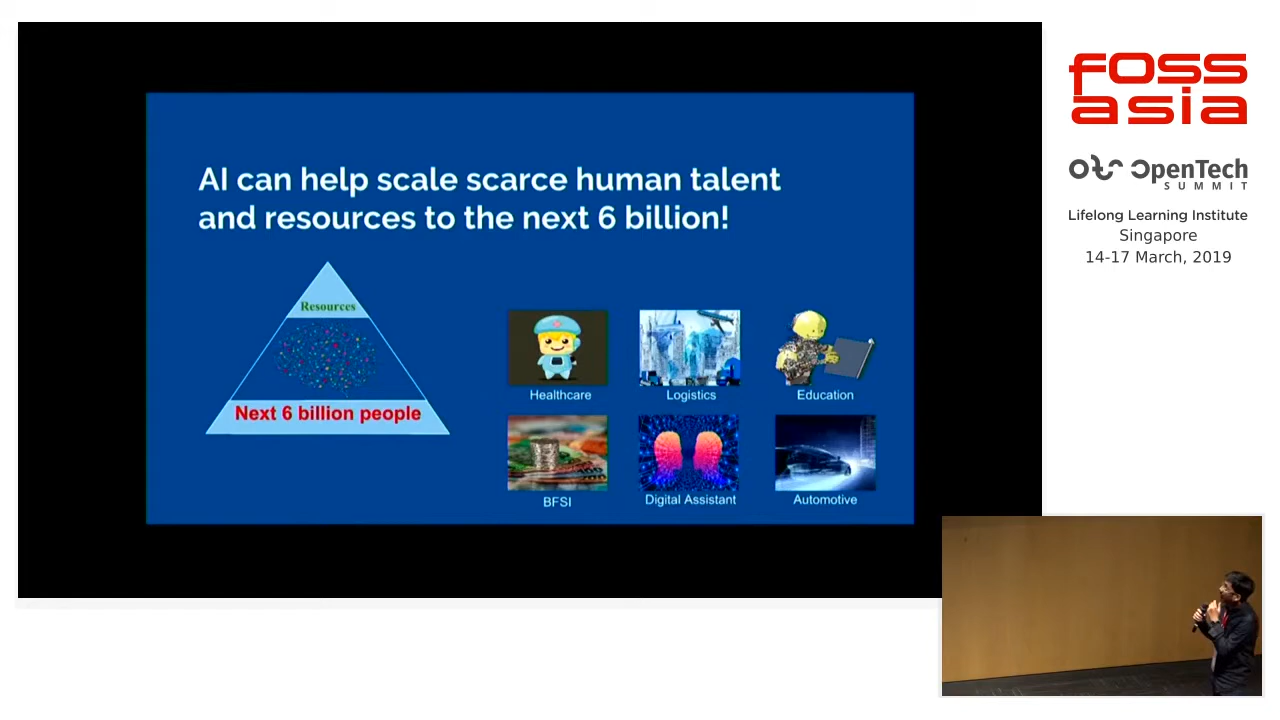 AI can help scale scarce human talent
and resources to the next 6 billion!
Resources
Next 6 billion people
Healthcare
Logistics
Education
BFSI
Digital Assistant
Automotive
fOSS
asia
OpenTech
SUMMIT
Lifelong Learning Institute
Singapore
14-17 March, 2019